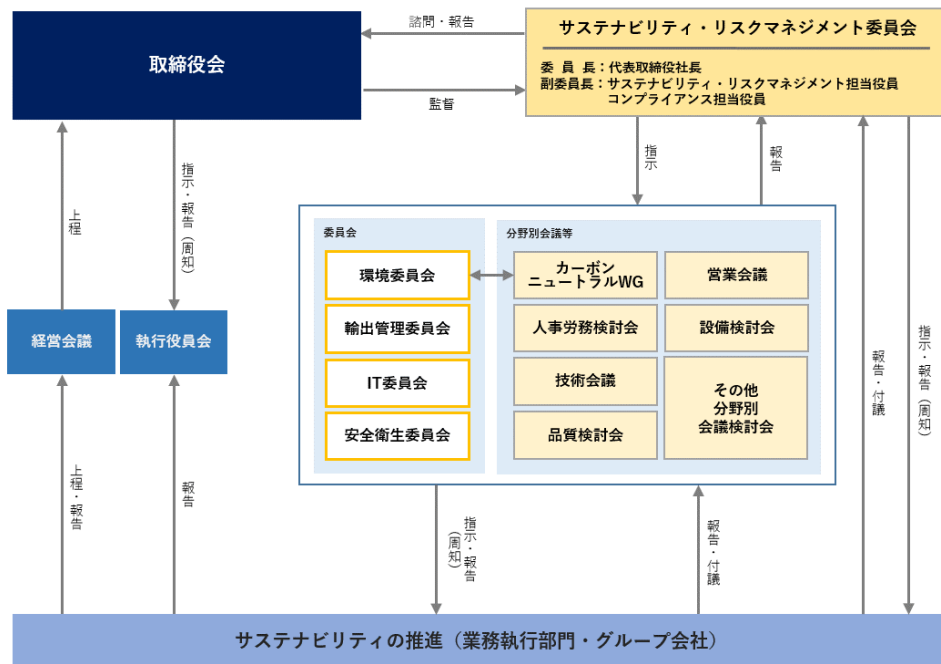 諮問・報告
取締役会
サステナビリティ・リスクマネジメント委員会
委 員 長：代表取締役社長
副委員長：サステナビリティ・リスクマネジメント担当役員
コンプライアンス担当役員
監督
上程
指示・報告（周知）
指示
報告
委員会
環境委員会
輸出管理委員会
IT委員会
安全衛生委員会
分野別会議等
カーボン
ニュートラルWG
営業会議
人事労務検討会
設備検討会
技術会議
品質検討会
その他
分野別
会議検討会
経営会議
執行役員会
上程・報告
報告
指示・報告
（周知）
報告・付議
報告・付議
指示・報告（周知）
サステナビリティの推進（業務執行部門・グループ会社）